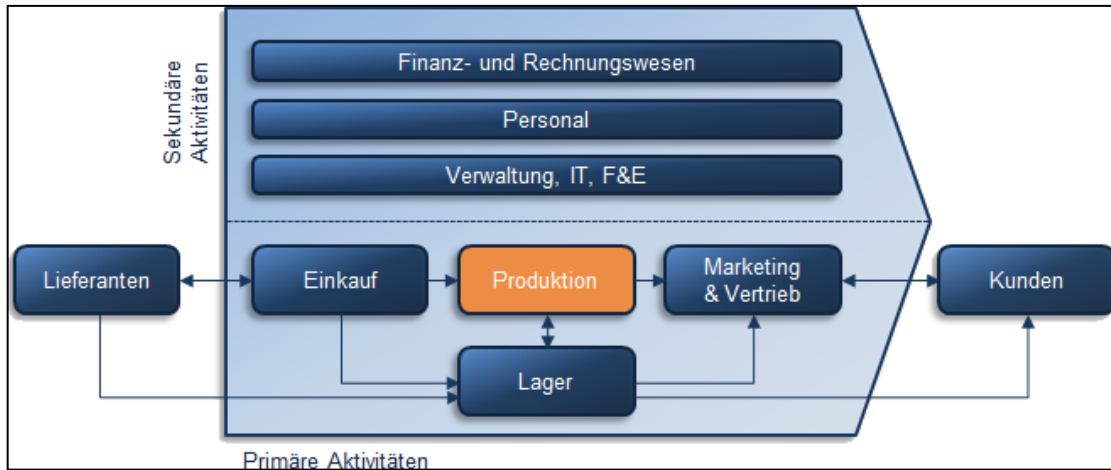 Sekundäre
Aktivitäten
Finanz- und Rechnungswesen
Personal
Verwaltung, IT, F&E
Lieferanten
Einkauf
Produktion
Marketing
& Vertrieb
Kunden
Lager
Primäre Aktivitäten